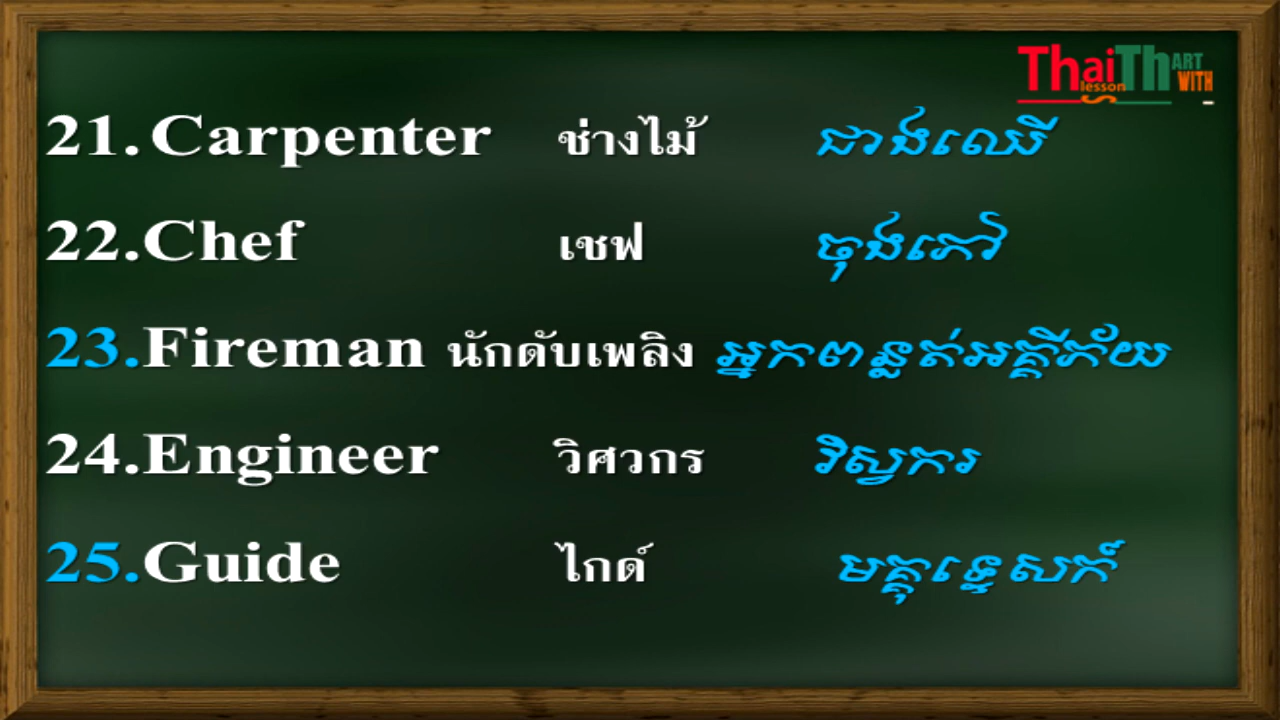 Thai Th ART
lesson WITH
21. Carpenter ช่างไม้ ជាងឈើ
22.Chef เชฟ ចុងភៅ
23.Fireman นักดับเพลิง អ្នកពន្លត់អគ្គីភ័យ
24.Engineer วิศวกร វិស្វករ
25.Guide ไกด์ មគ្គុទ្ទេសក៍